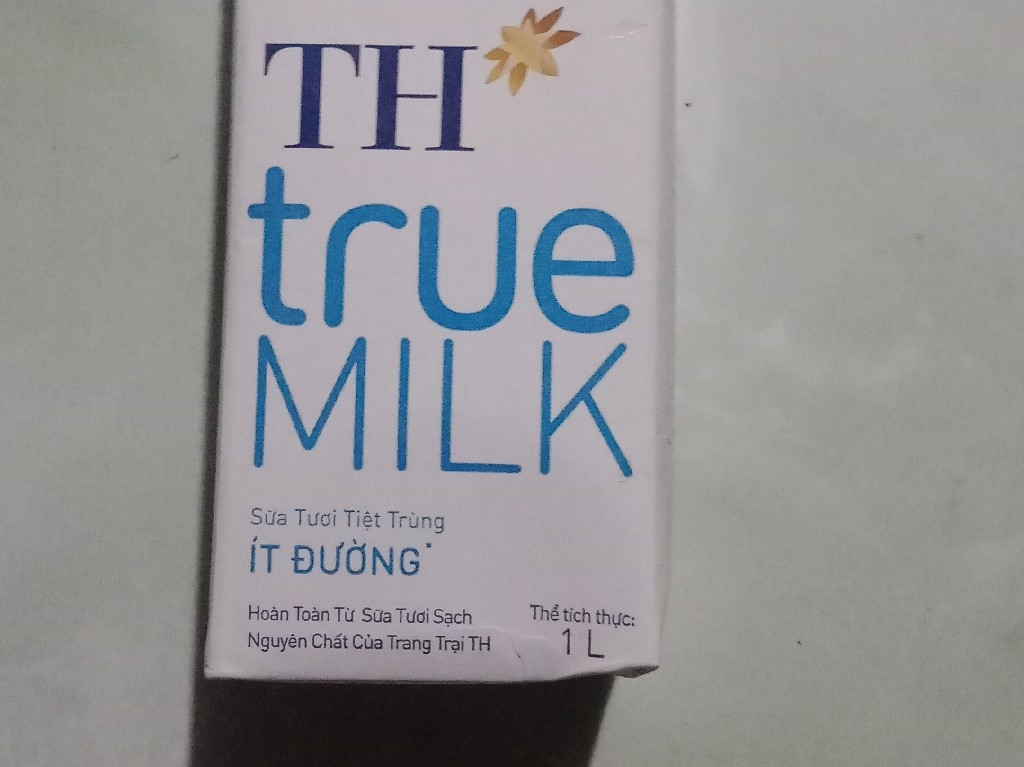 TH
true
MILK
Sữa Tươi Tiệt Trùng
ÍT ĐƯỜNG*
Hoàn Toàn Từ Sữa Tươi Sạch
Nguyên Chất Của Trang Trại TH
Thể tích thực:
1 L